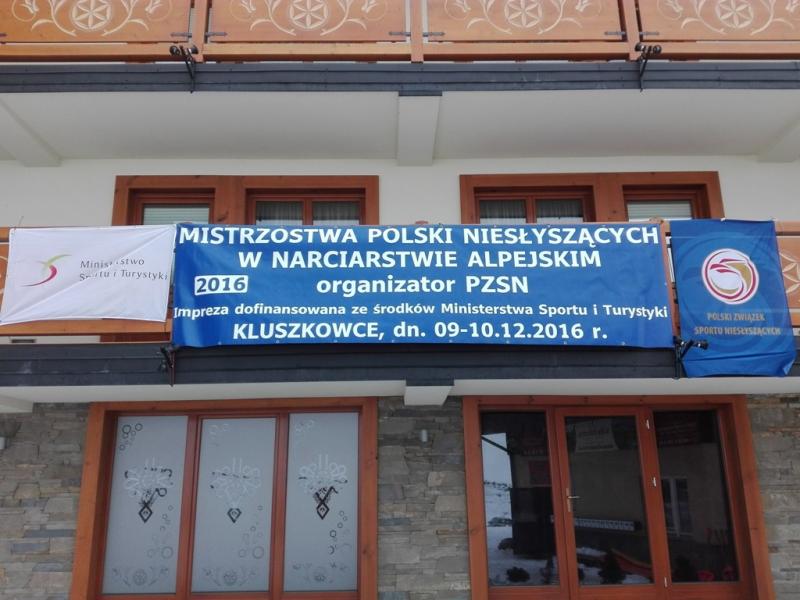 Ministerstwo
Sportu i Turystyki
MISTRZOSTWA POLSKI NIESŁYSZĄCYCH
W NARCIARSTWIE ALPEJSKIM
2016 organizator PZSN
Impreza dofinansowana ze środków Ministerstwa Sportu i Turystyki
KLUSZKOWCE, dn. 09-10.12.2016 r.
POLSKI ZWIĄZEK
SPORTU NIESŁYSZĄCYCH